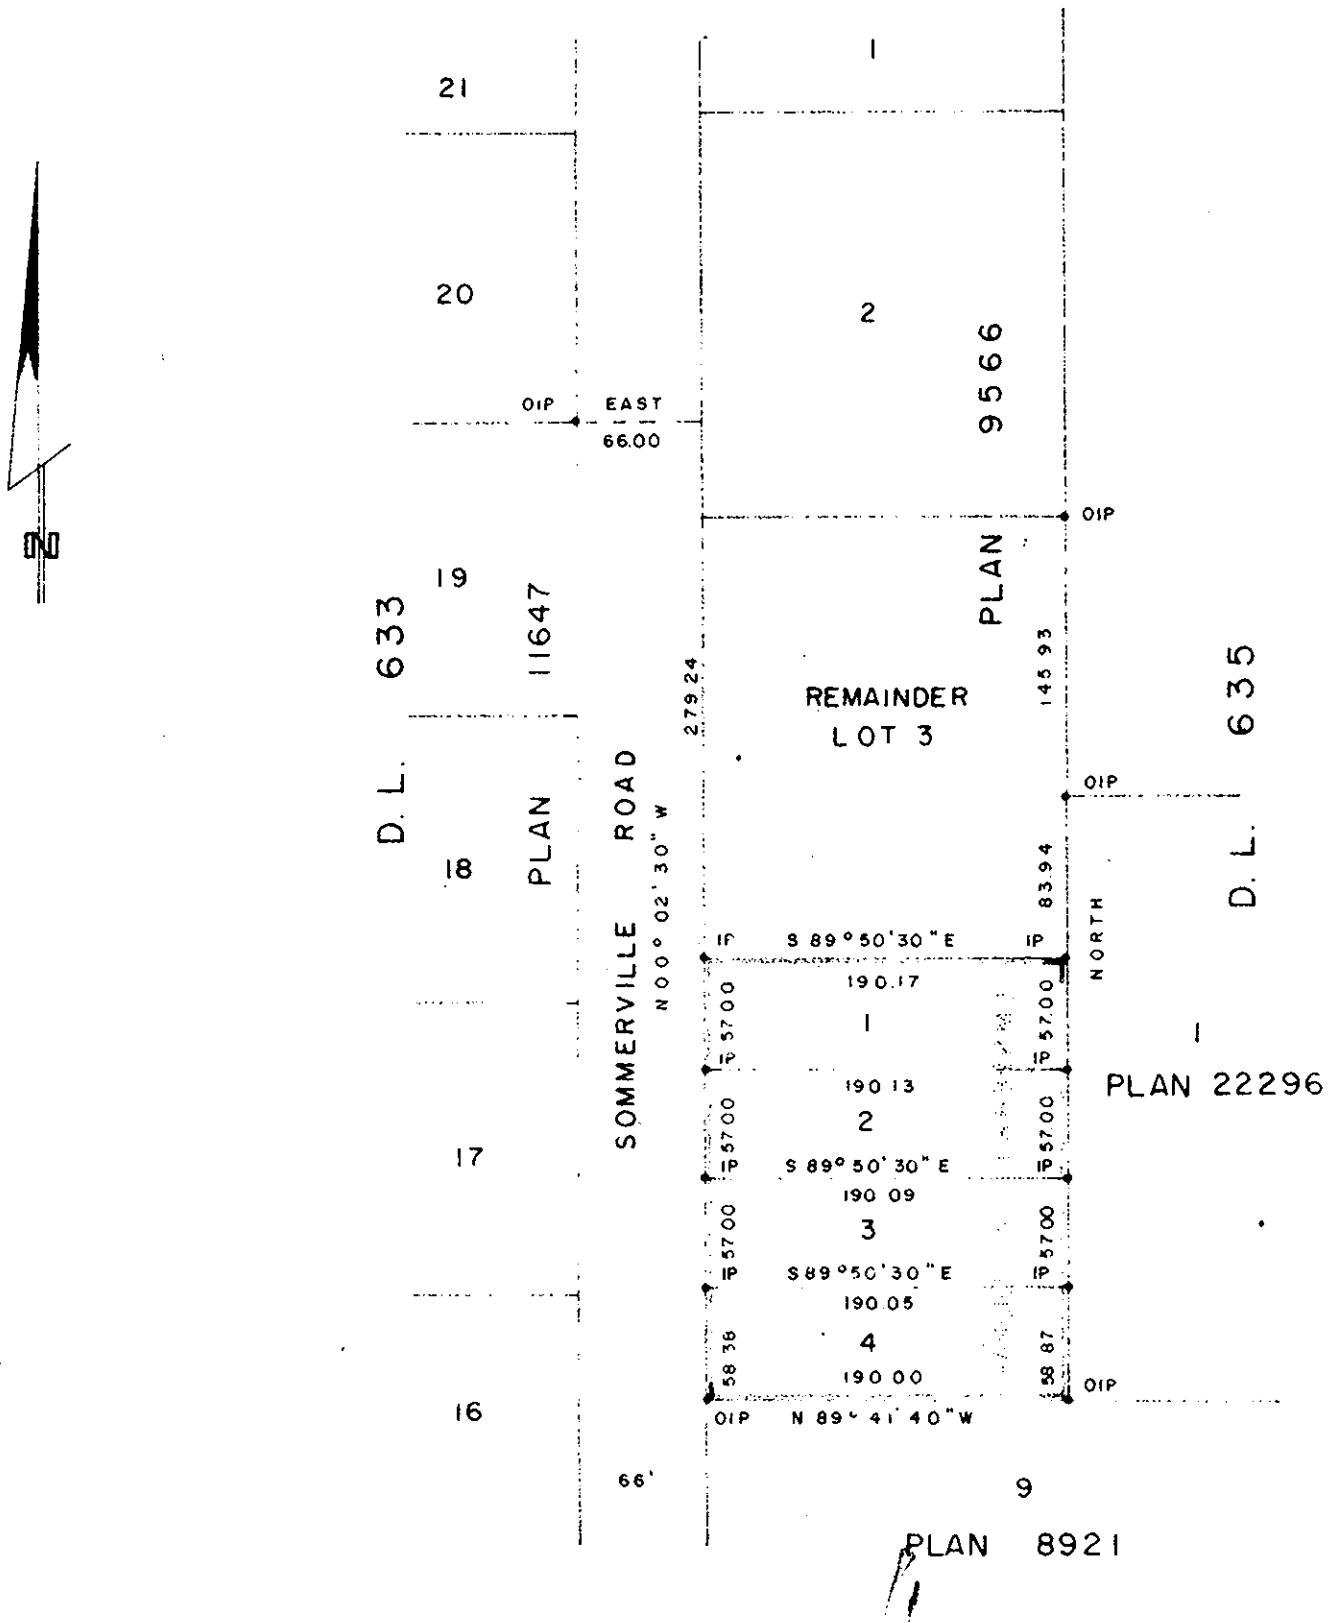 1
21
20
2
PLAN 9566
OIP
EAST
66.00
OIP
N
19
D. L. 633
PLAN 11647
279.24
145 93
REMAINDER
LOT 3
D. L. 635
OIP
18
SOMMERVILLE ROAD
N 00° 02' 30" W
83.94
NORTH
IP
S 89° 50' 30" E
IP
190.17
57.00
1
57.00
1
PLAN 22296
IP
IP
190 13
57.00
2
57.00
17
IP
S 89° 50' 30" E
IP
190 09
57 00
3
57 00
IP
S 89° 50' 30" E
IP
190.05
58 38
4
58 87
190 00
OIP
16
OIP
N 89° 41' 40" W
66'
9
PLAN 8921